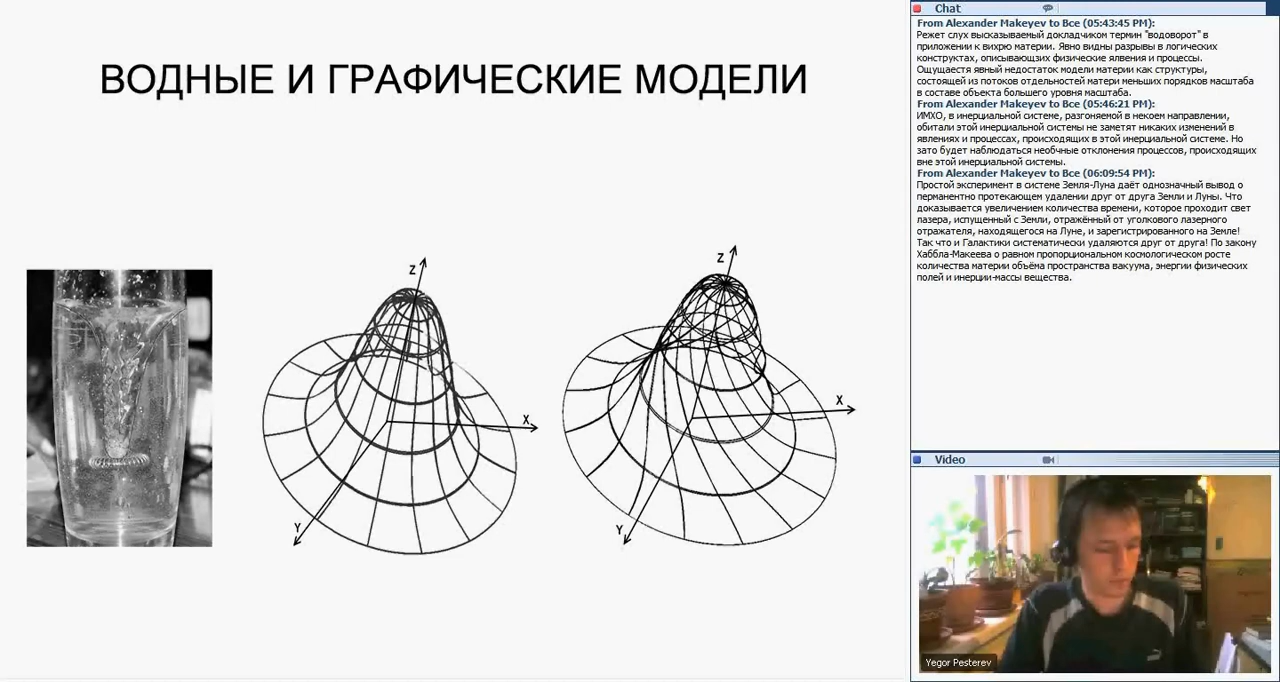 ВОДНЫЕ И ГРАФИЧЕСКИЕ МОДЕЛИ
Z
X
Y
Z
X
Y
Chat
From Alexander Makeyev to Все (05:43:45 PM):
Режет слух высказываемый докладчиком термин "водоворот" в
приложении к вихрю материи. Явно видны разрывы в логических
конструктах, описывающих физические ялвения и процессы.
Ощущается явный недостаток модели материи как структуры,
состоящей из потоков отдельностей матери меньших порядков масштаба
в составе объекта большего уровня масштаба.
From Alexander Makeyev to Все (05:46:21 PM):
ИМХО, в инерциальной системе, разгоняемой в некоем направлении,
обитали этой инерциальной системы не заметят никаких изменений в
явлениях и процессах, происходящих в этой инерциальной системе. Но
зато будет наблюдаться необчные отклонения процессов, происходящих
вне этой инерциальной системы.
From Alexander Makeyev to Все (06:09:54 PM):
Простой эксперимент в системе Земля-Луна даёт однозначный вывод о
перманентно протекающем удалении друг от друга Земли и Луны. Что
доказывается увеличением количества времени, которое проходит свет
лазера, испущенный с Земли, отражённый от уголкового лазерного
отражателя, находящегося на Луне, и зарегистрированного на Земле!
Так что и Галактики систематически удаляются друг от друга! По закону
Хаббла-Макеева о равном пропорциональном космологическом росте
количества материи объёма пространства вакуума, энергии физических
полей и инерции-массы вещества.
Video
Yegor Pesterev